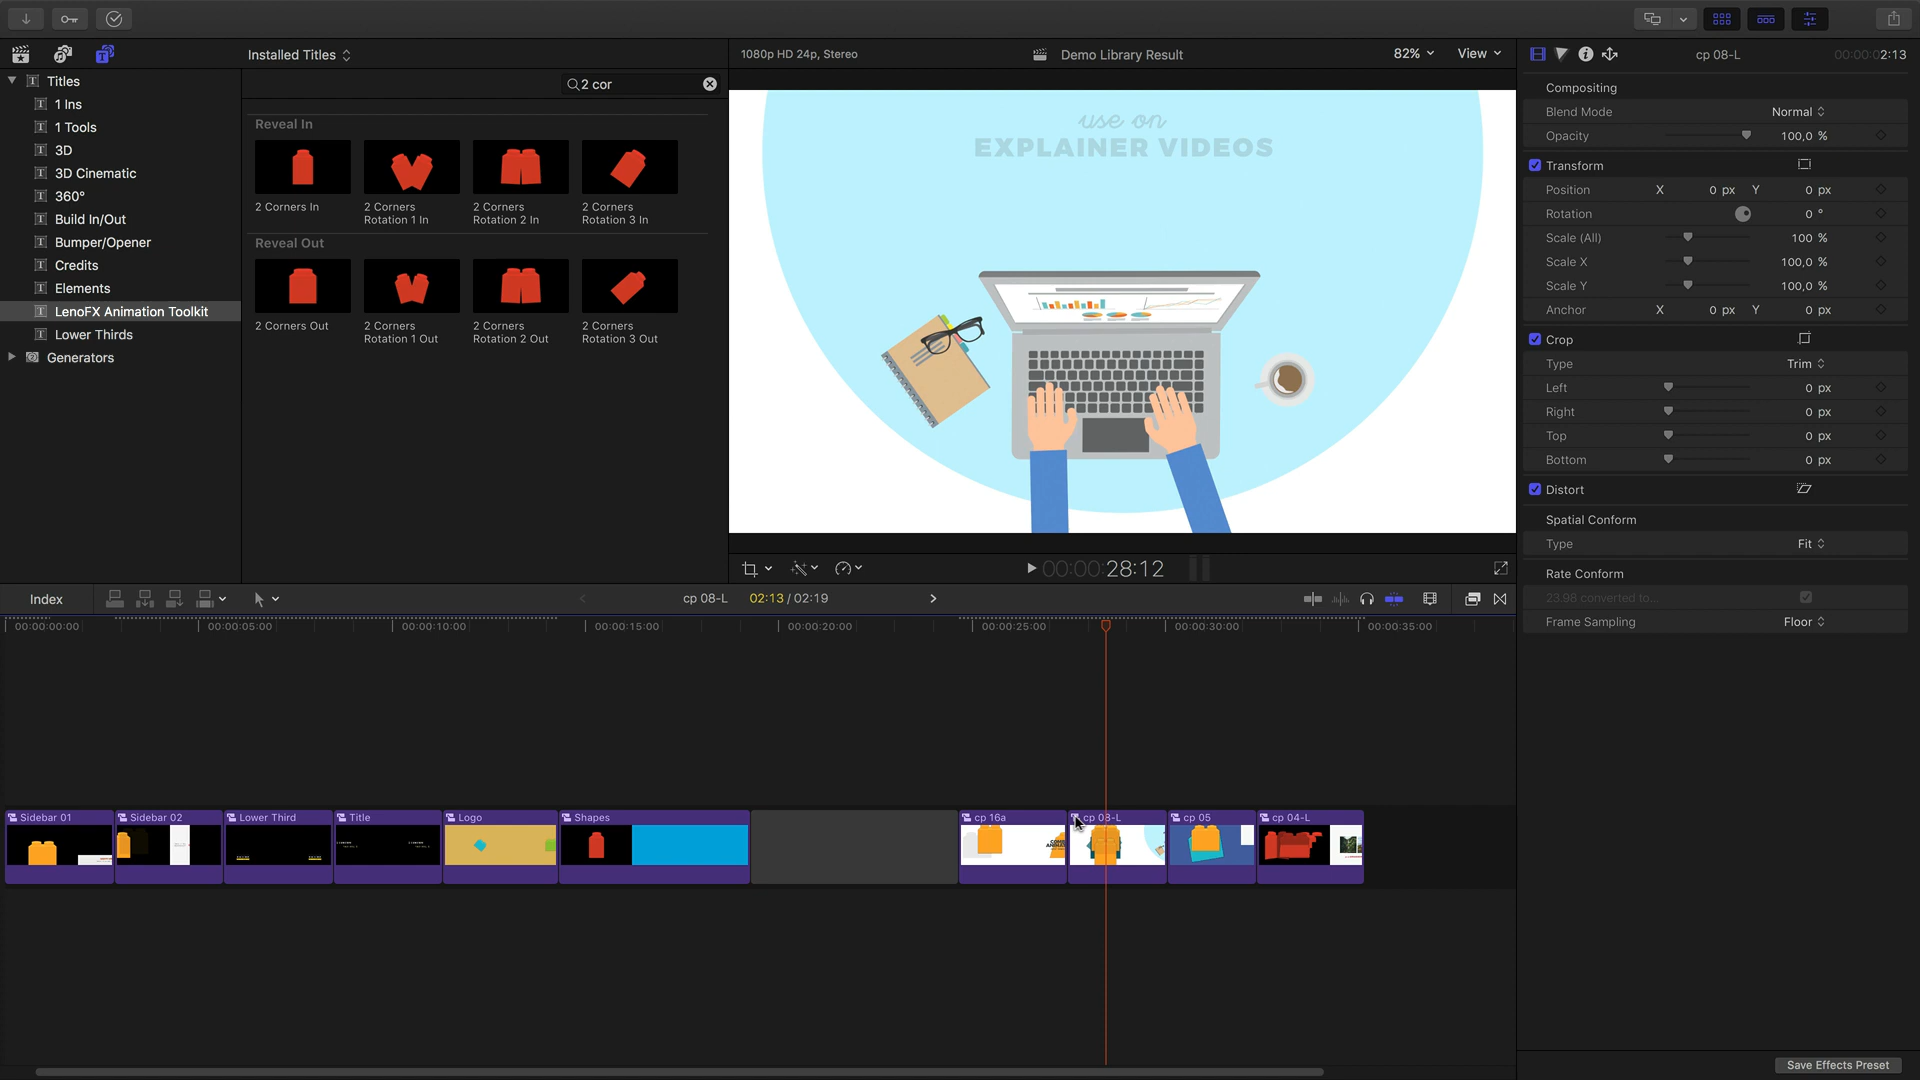 Installed Titles
1080p HD 24p, Stereo
Demo Library Result
82%
View
cp 08-L
00:00:02:13
Titles
1 Ins
1 Tools
3D
3D Cinematic
360°
Build In/Out
Bumper/Opener
Credits
Elements
LenoFX Animation Toolkit
Lower Thirds
Generators
2 cor
Reveal In
2 Corners In
2 Corners
Rotation 1 In
2 Corners
Rotation 2 In
2 Corners
Rotation 3 In
Reveal Out
2 Corners Out
2 Corners
Rotation 1 Out
2 Corners
Rotation 2 Out
2 Corners
Rotation 3 Out
use on
EXPLAINER VIDEOS
00:00:28:12
Compositing
Blend Mode Normal
Opacity 100,0 %
Transform
Position X 0 px Y 0 px
Rotation 0 °
Scale (All) 100 %
Scale X 100,0 %
Scale Y 100,0 %
Anchor X 0 px Y 0 px
Crop
Type Trim
Left 0 px
Right 0 px
Top 0 px
Bottom 0 px
Distort
Spatial Conform
Type Fit
Rate Conform
23.98 converted to...
Frame Sampling Floor
Index
cp 08-L
02:13 / 02:19
00:00:00:00
00:00:05:00
00:00:10:00
00:00:15:00
00:00:20:00
00:00:25:00
00:00:30:00
00:00:35:00
Sidebar 01
Sidebar 02
Lower Third
Title
Logo
Shapes
cp 16a
cp 08-L
cp 05
cp 04-L
Save Effects Preset